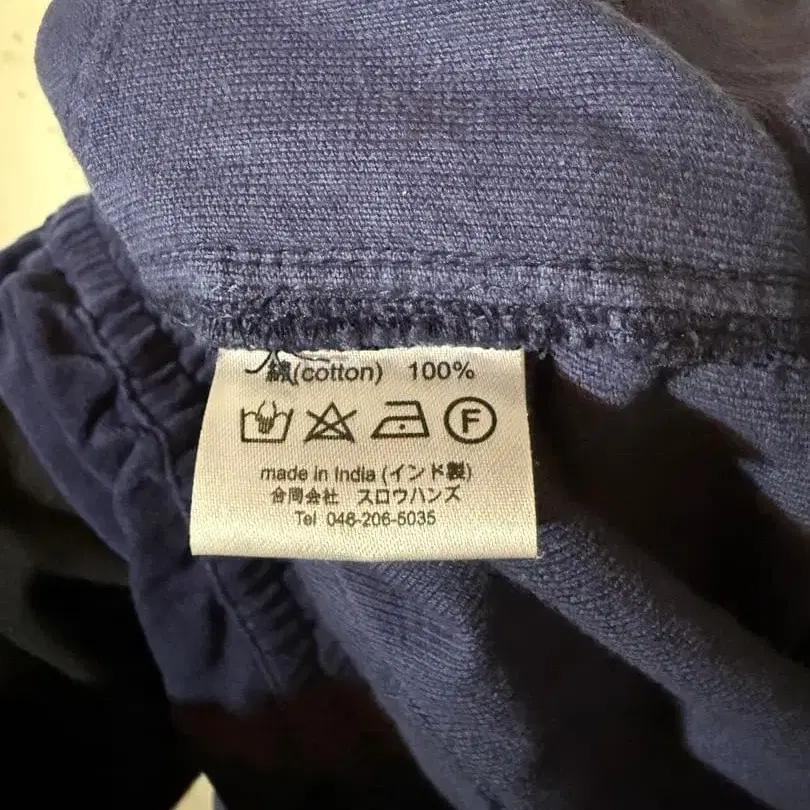 綿(cotton) 100%
F
made in India (インド製)
合同会社 スロウハンズ
Tel 048-206-5035